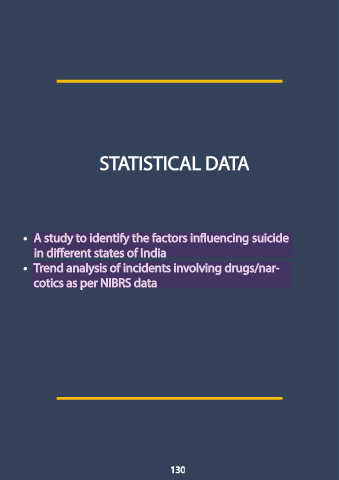 STATISTICAL DATA
• A study to identify the factors influencing suicide
in different states of India
• Trend analysis of incidents involving drugs/nar-
cotics as per NIBRS data
130